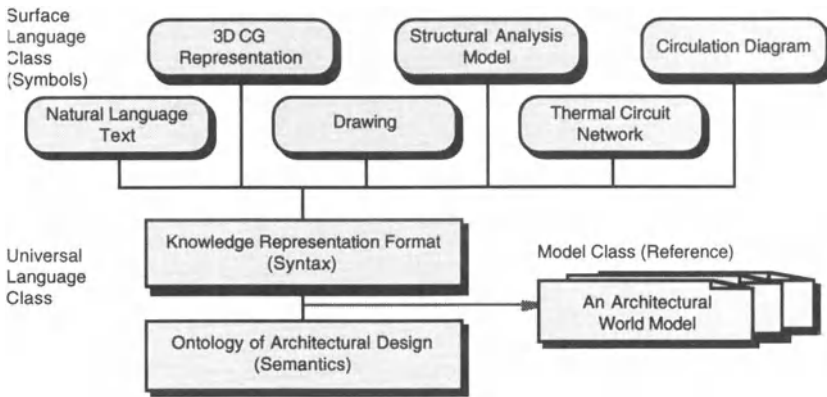 Surface
Language
Class
(Symbols)
3D CG
Representation
Structural Analysis
Model
Circulation Diagram
Natural Language
Text
Drawing
Thermal Circuit
Network
Universal
Language
Class
Knowledge Representation Format
(Syntax)
Model Class (Reference)
An Architectural
World Model
Ontology of Architectural Design
(Semantics)